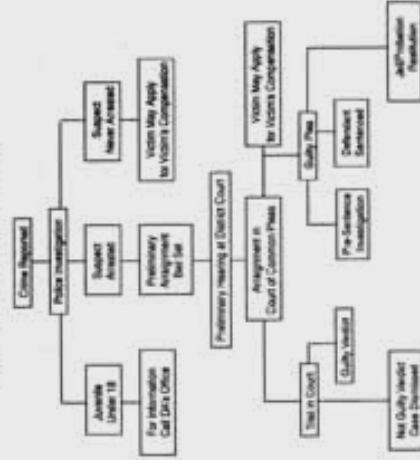 Crime Reported
Police Investigation
Juvenile
Under 18
Suspect
Arrested
Suspect
Never Arrested
For Information
Call DA's Office
Preliminary
Arraignment
Bail Set
Victim May Apply
for Victim's Compensation
Preliminary Hearing at District Court
Arraignment in
Court of Common Pleas
Victim May Apply
for Victim's Compensation
Trial in Court
Guilty Plea
Guilty Verdict
Pre-Sentence
Investigation
Defendant
Sentenced
Not Guilty Verdict
Case Dismissed
Jail/Probation
Restitution